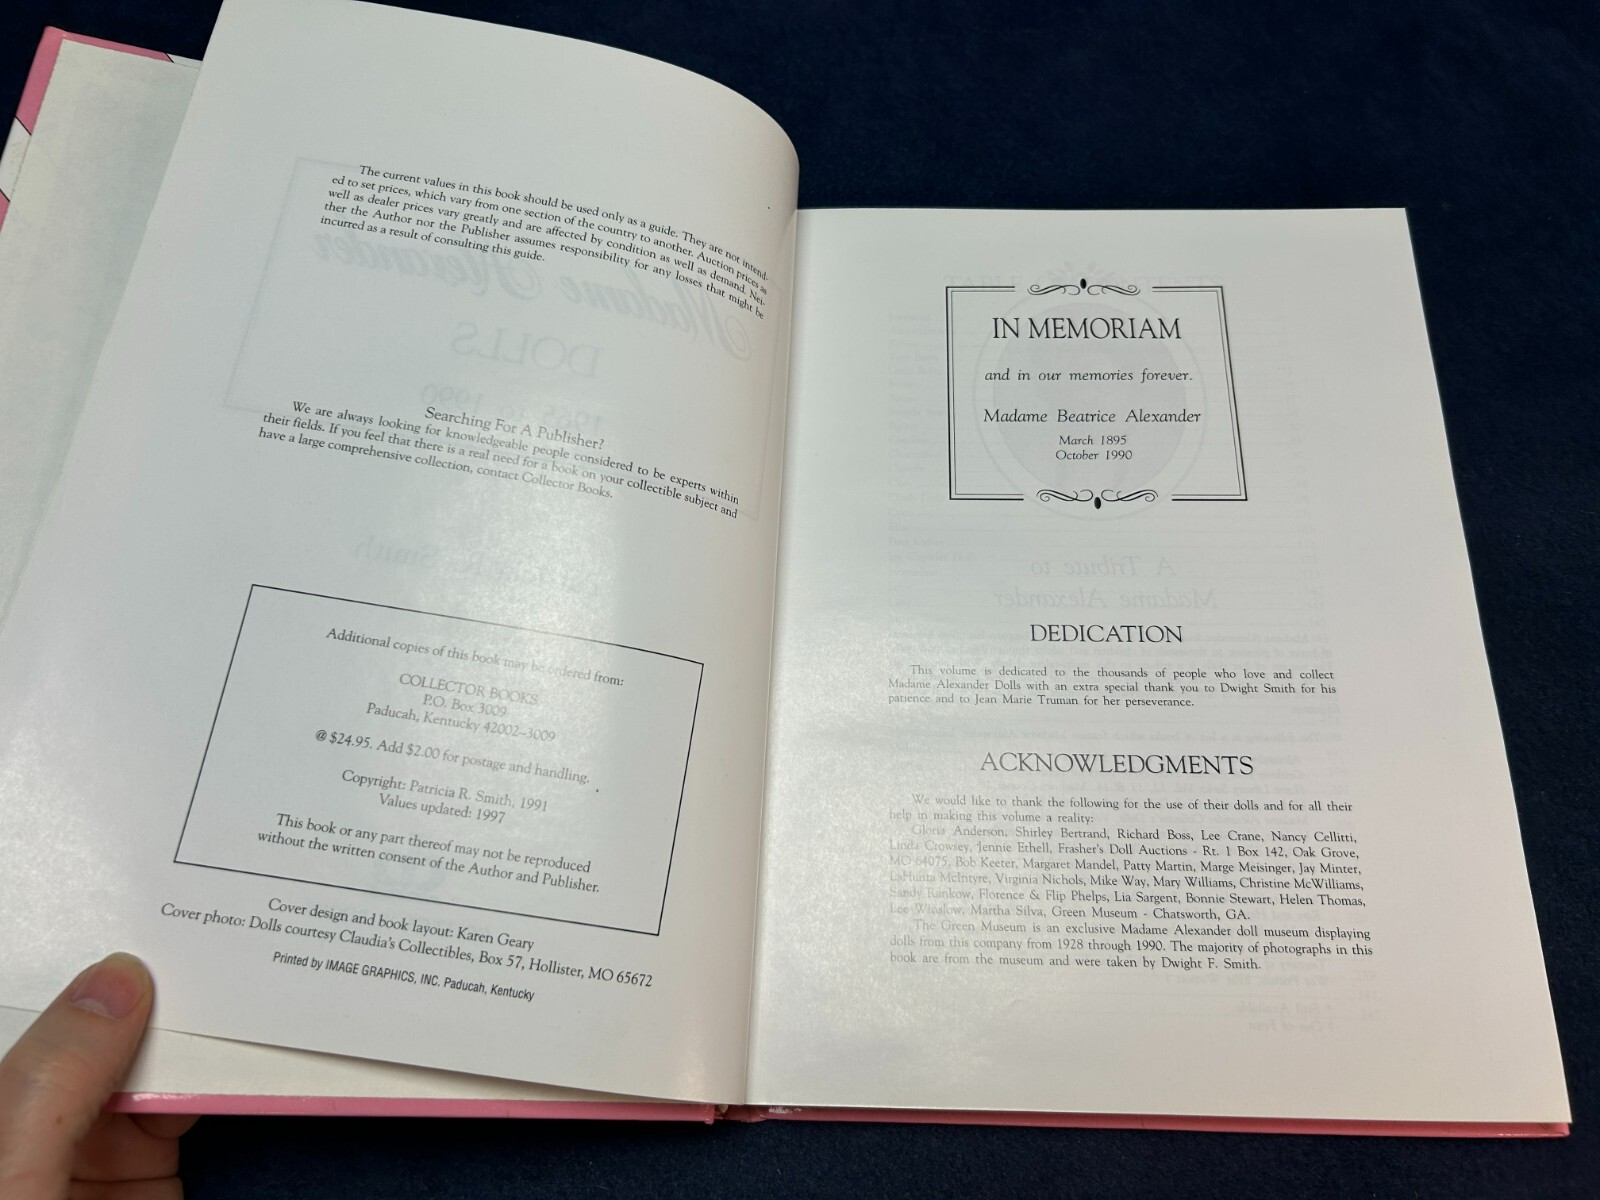 The current values in this book should be used only as a guide. They are not intend-
ed to set prices, which vary from one section of the country to another. Auction prices as
well as dealer prices vary greatly and are affected by condition as well as demand. Nei-
ther the Author nor the Publisher assumes responsibility for any losses that might be
incurred as a result of consulting this guide.
Searching For A Publisher?
We are always looking for knowledgeable people considered to be experts within
their fields. If you feel that there is a real need for a book on your collectible subject and
have a large comprehensive collection, contact Collector Books.
Additional copies of this book may be ordered from:
COLLECTOR BOOKS
P.O. Box 3009
Paducah, Kentucky 42002–3009
@ $24.95. Add $2.00 for postage and handling.
Copyright: Patricia R. Smith, 1991
Values updated: 1997
This book or any part thereof may not be reproduced
without the written consent of the Author and Publisher.
Cover design and book layout: Karen Geary
Cover photo: Dolls courtesy Claudia's Collectibles, Box 57, Hollister, MO 65672
Printed by IMAGE GRAPHICS, INC. Paducah, Kentucky
IN MEMORIAM
and in our memories forever.
Madame Beatrice Alexander
March 1895
October 1990
DEDICATION
This volume is dedicated to the thousands of people who love and collect
Madame Alexander Dolls with an extra special thank you to Dwight Smith for his
patience and to Jean Marie Truman for her perseverance.
ACKNOWLEDGMENTS
We would like to thank the following for the use of their dolls and for all their
help in making this volume a reality:
Gloria Anderson, Shirley Bertrand, Richard Boss, Lee Crane, Nancy Cellitti,
Linda Crowsey, Jennie Ethell, Frasher's Doll Auctions - Rt. 1 Box 142, Oak Grove,
MO 64075, Bob Keeter, Margaret Mandel, Patty Martin, Marge Meisinger, Jay Minter,
LaHunta McIntyre, Virginia Nichols, Mike Way, Mary Williams, Christine McWilliams,
Sandy Rankow, Florence & Flip Phelps, Lia Sargent, Bonnie Stewart, Helen Thomas,
Lee Winslow, Martha Silva, Green Museum - Chatsworth, GA.
The Green Museum is an exclusive Madame Alexander doll museum displaying
dolls from this company from 1928 through 1990. The majority of photographs in this
book are from the museum and were taken by Dwight F. Smith.